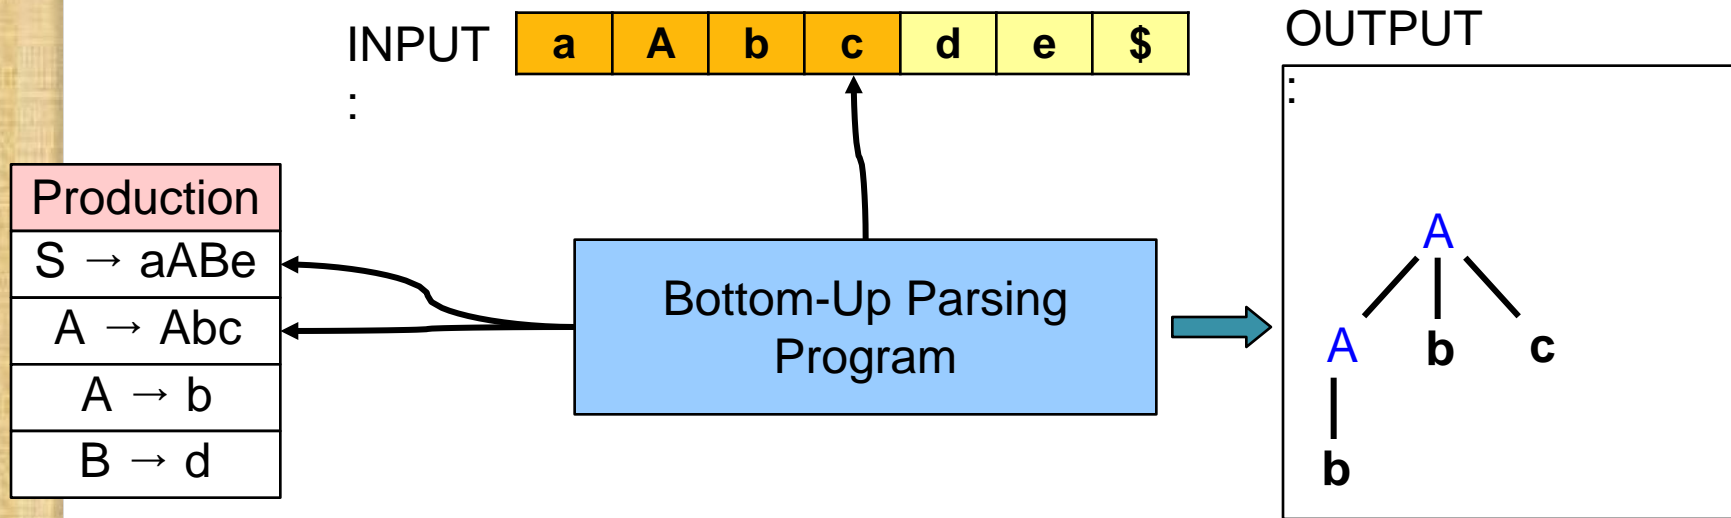 INPUT
:
a A b c d e $
OUTPUT
:
Production
S → aABe
A → Abc
A → b
B → d
Bottom-Up Parsing
Program
A
A b c
b